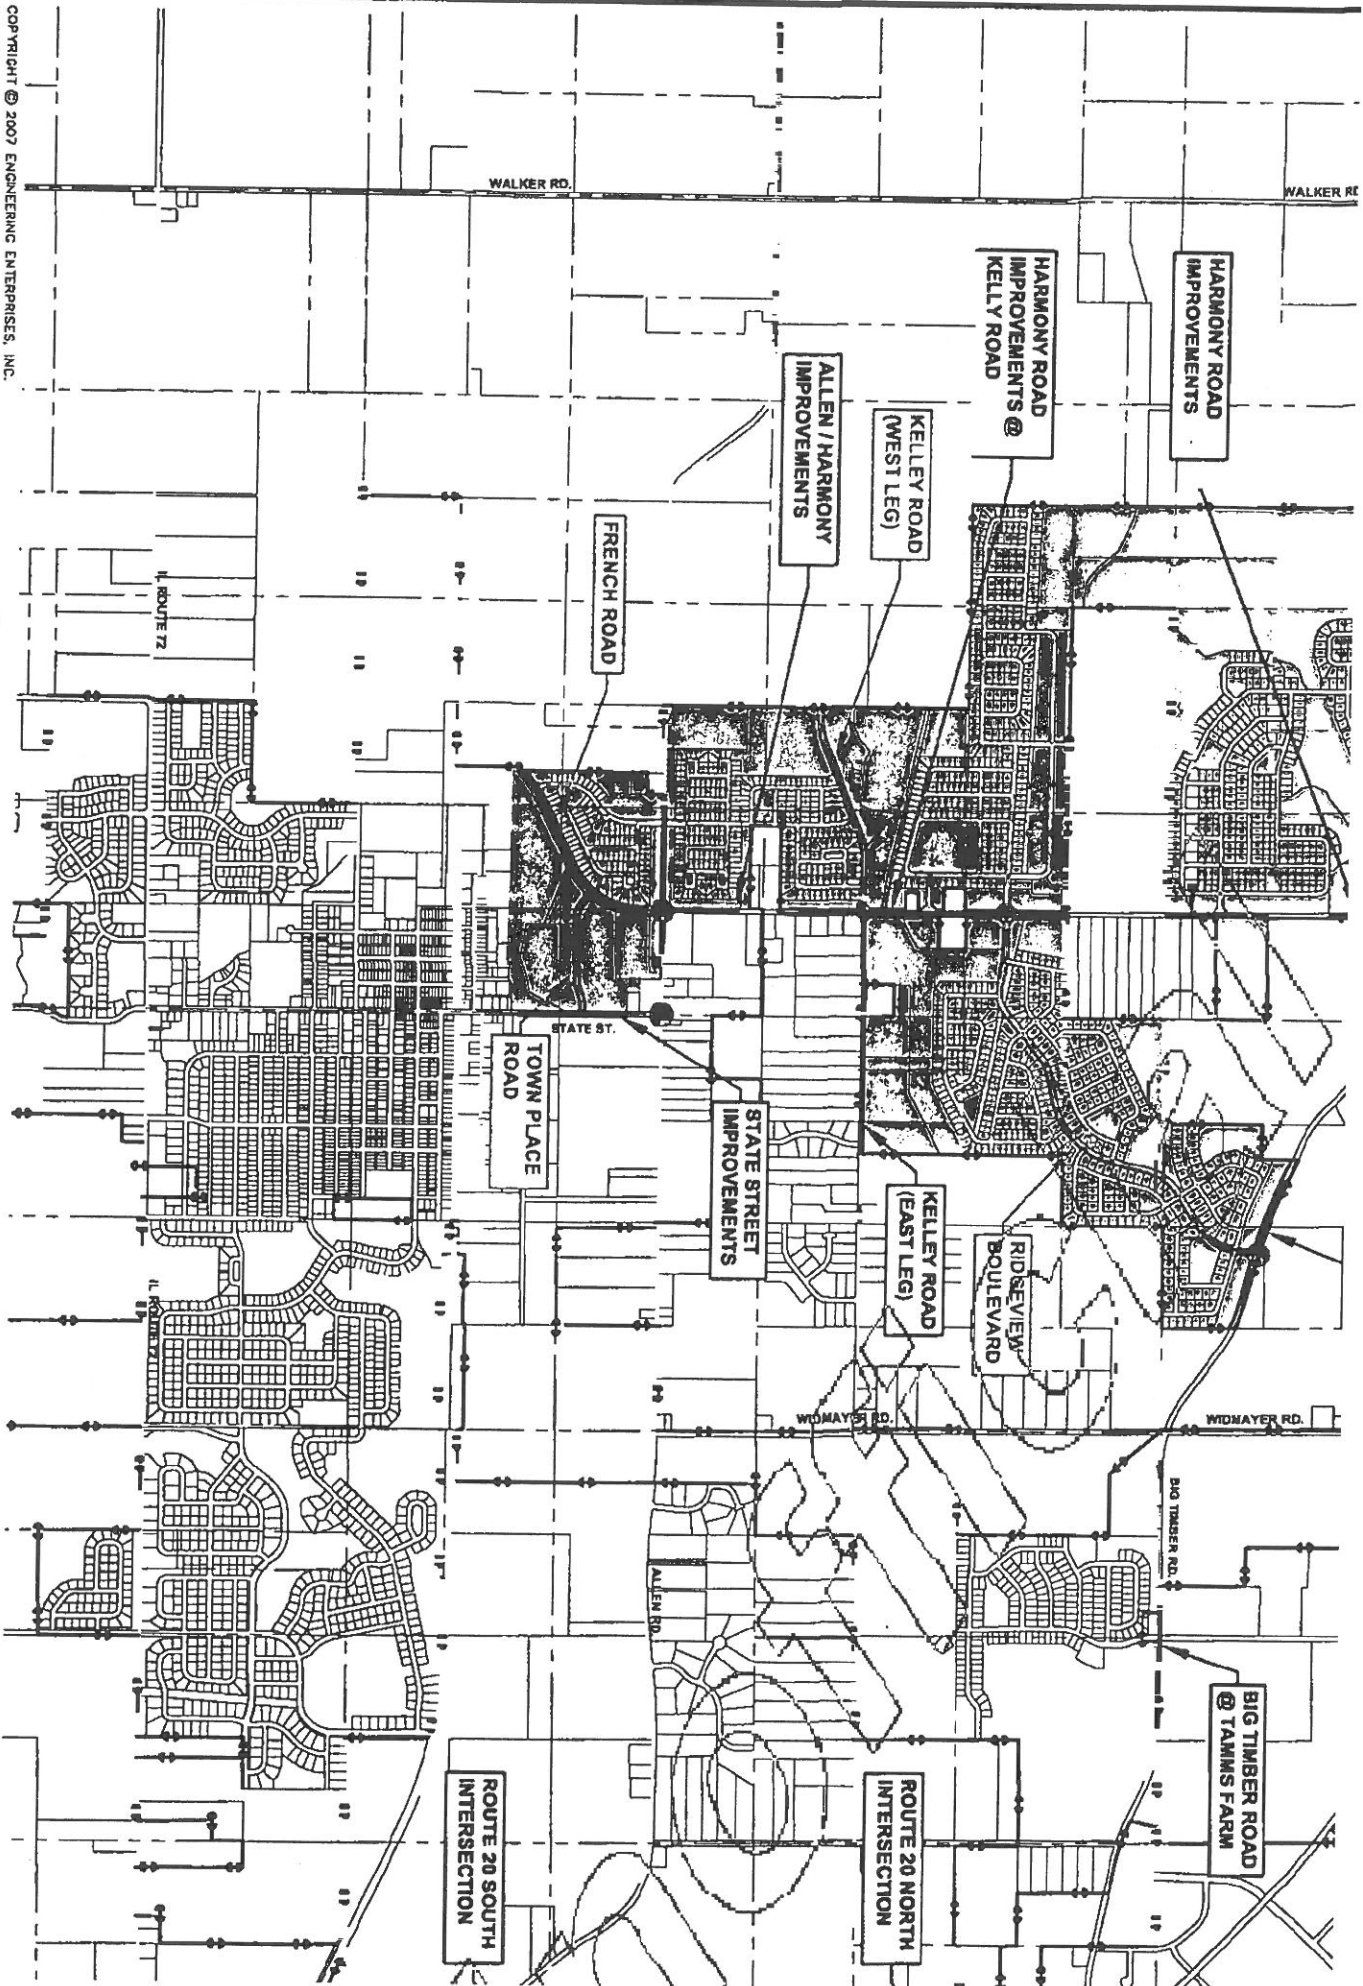 WALKER RD.
WALKER RD
HARMONY ROAD
IMPROVEMENTS
HARMONY ROAD
IMPROVEMENTS @
KELLY ROAD
KELLEY ROAD
(WEST LEG)
ALLEN / HARMONY
IMPROVEMENTS
FRENCH ROAD
IL ROUTE 72
STATE ST.
TOWN PLACE
ROAD
STATE STREET
IMPROVEMENTS
KELLEY ROAD
(EAST LEG)
RIDGEVIEW
BOULEVARD
WIDMAYER RD.
WIDMAYER RD.
BIG TIMBER RD.
ALLEN RD.
BIG TIMBER ROAD
@ TAMMS FARM
ROUTE 20 NORTH
INTERSECTION
ROUTE 20 SOUTH
INTERSECTION
COPYRIGHT © 2007 ENGINEERING ENTERPRISES, INC.